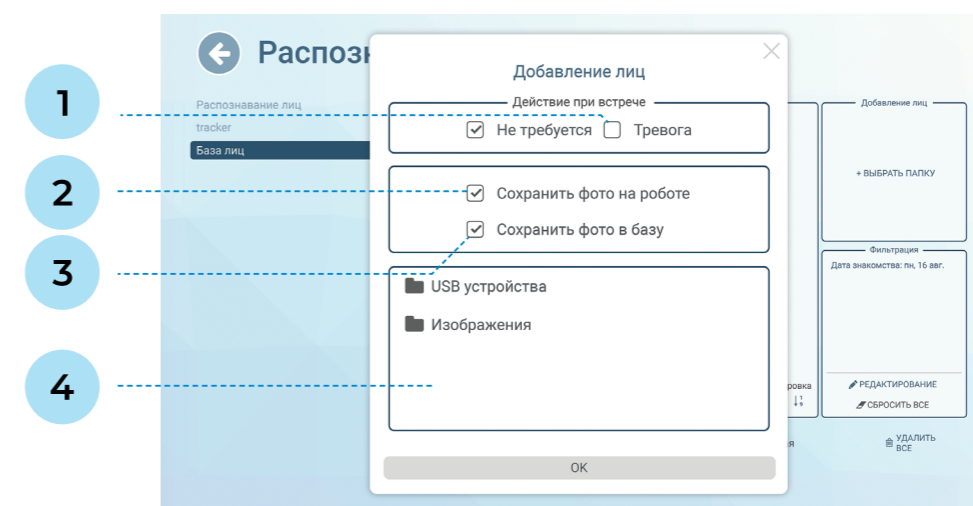 1
2
3
4
Распозн
Распознавание лиц
tracker
База лиц
Добавление лиц
Действие при встрече
Не требуется
Тревога
Сохранить фото на роботе
Сохранить фото в базу
USB устройства
Изображения
OK
Добавление лиц
+ ВЫБРАТЬ ПАПКУ
Фильтрация
Дата знакомства: пн, 16 авг.
РЕДАКТИРОВАНИЕ
СБРОСИТЬ ВСЕ
ровка
я
УДАЛИТЬ
ВСЕ